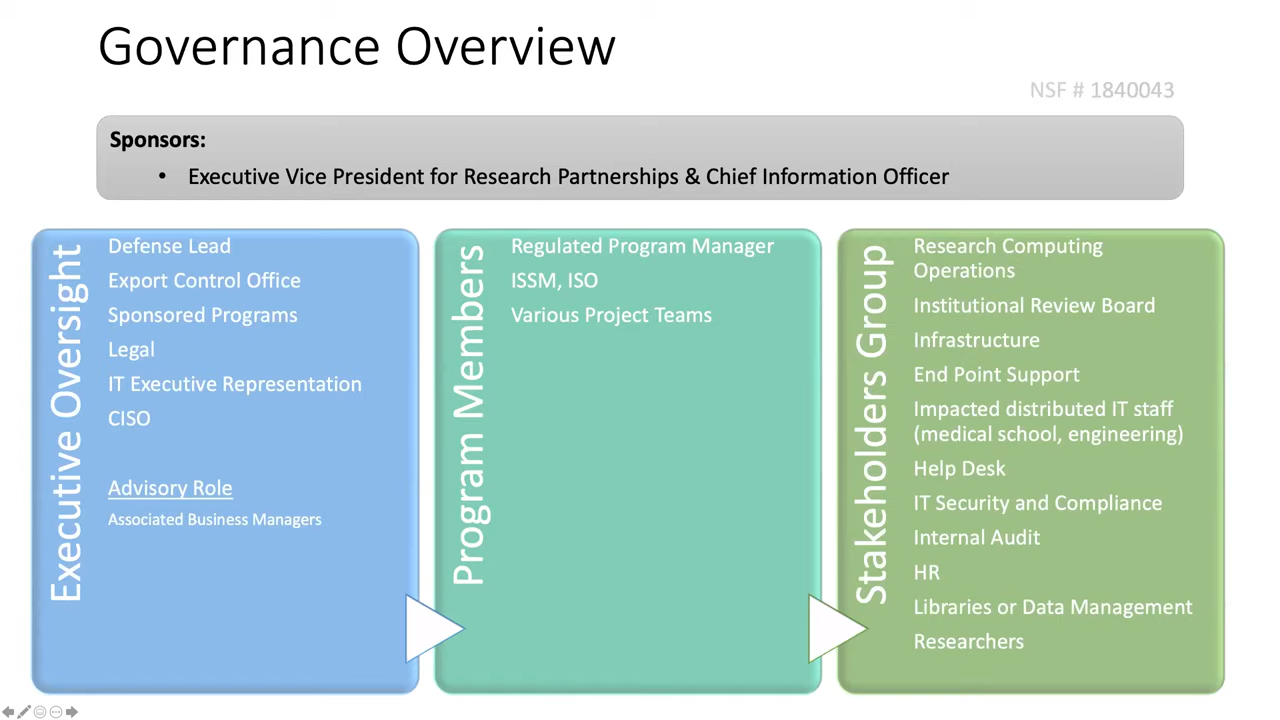 Governance Overview
NSF # 1840043
Sponsors:
• Executive Vice President for Research Partnerships & Chief Information Officer
Executive Oversight
Defense Lead
Export Control Office
Sponsored Programs
Legal
IT Executive Representation
CISO
Advisory Role
Associated Business Managers
Program Members
Regulated Program Manager
ISSM, ISO
Various Project Teams
Stakeholders Group
Research Computing
Operations
Institutional Review Board
Infrastructure
End Point Support
Impacted distributed IT staff
(medical school, engineering)
Help Desk
IT Security and Compliance
Internal Audit
HR
Libraries or Data Management
Researchers